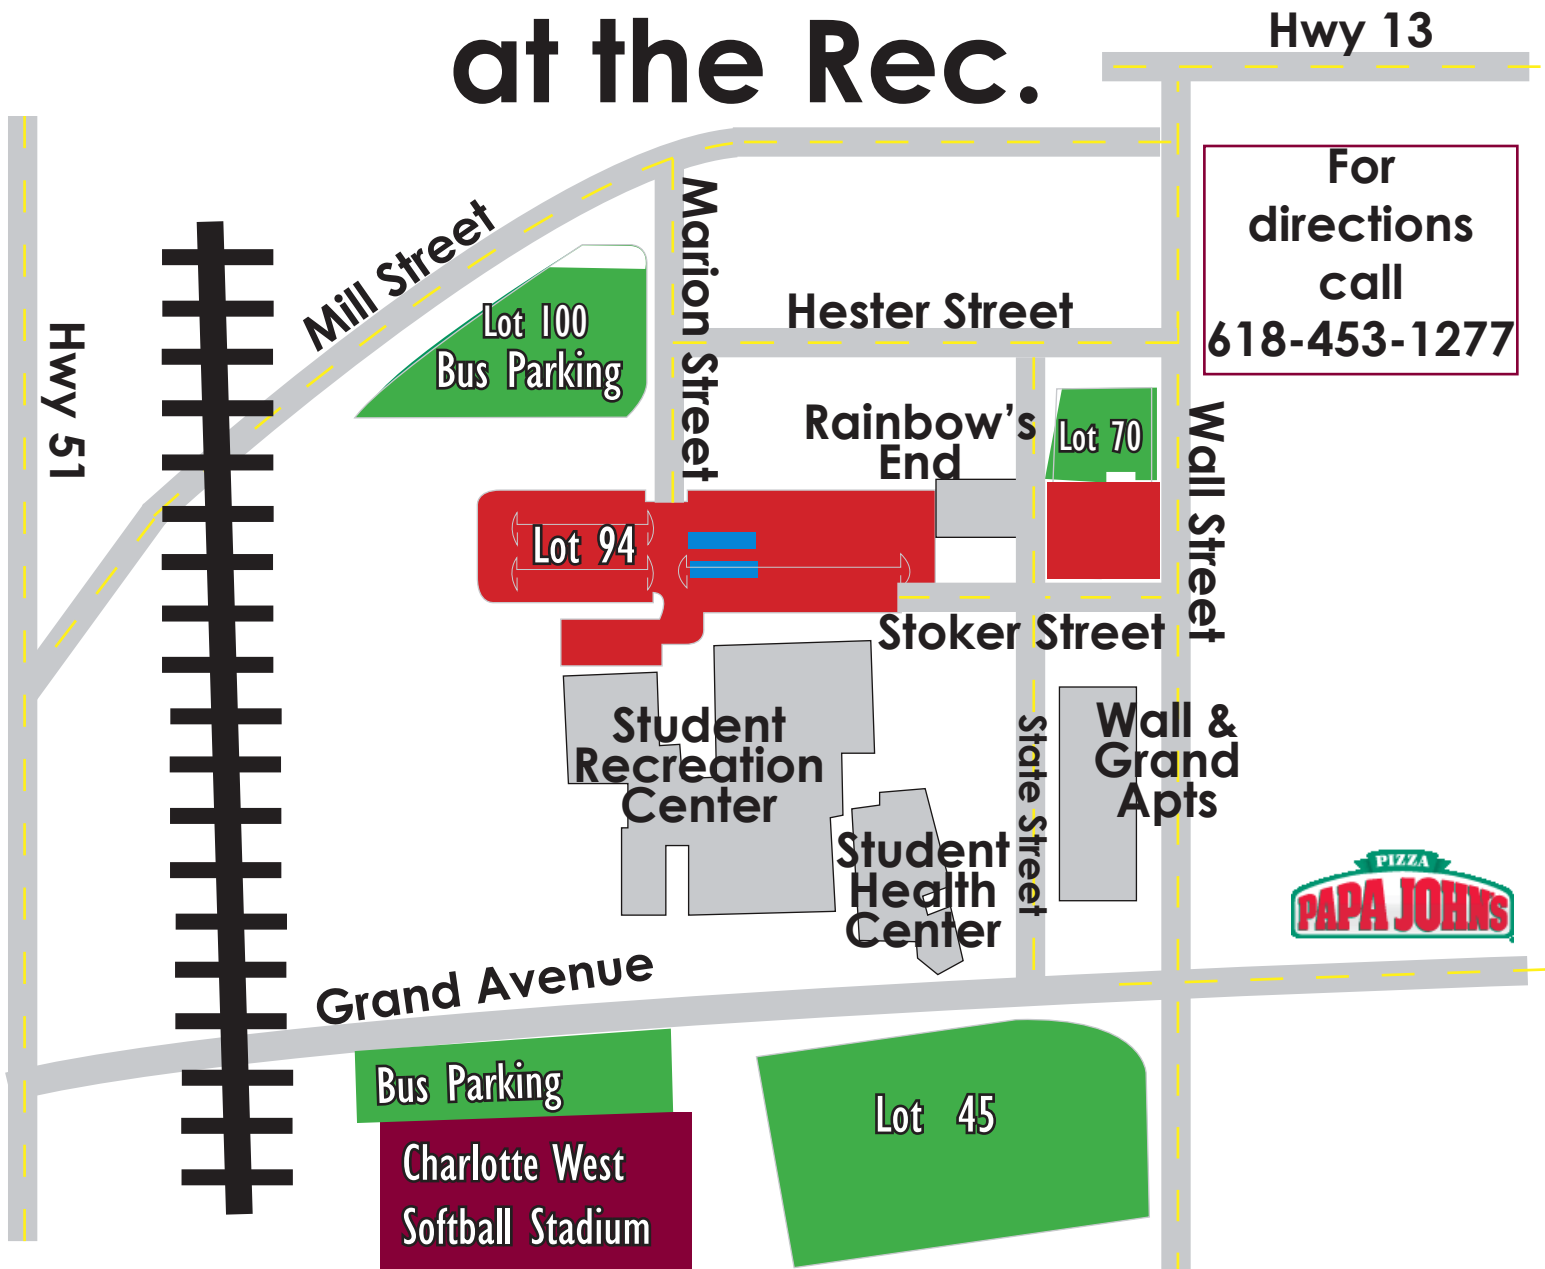 at the Rec.
Hwy 13
For
directions
call
618-453-1277
Mill Street
Marion Street
Lot 100
Bus Parking
Hester Street
Hwy 51
Rainbow's
End
Lot 70
Wall Street
Lot 94
Stoker Street
Student
Recreation
Center
State Street
Wall &
Grand
Apts
Student
Health
Center
PIZZA
PAPA JOHN'S
Grand Avenue
Bus Parking
Lot 45
Charlotte West
Softball Stadium